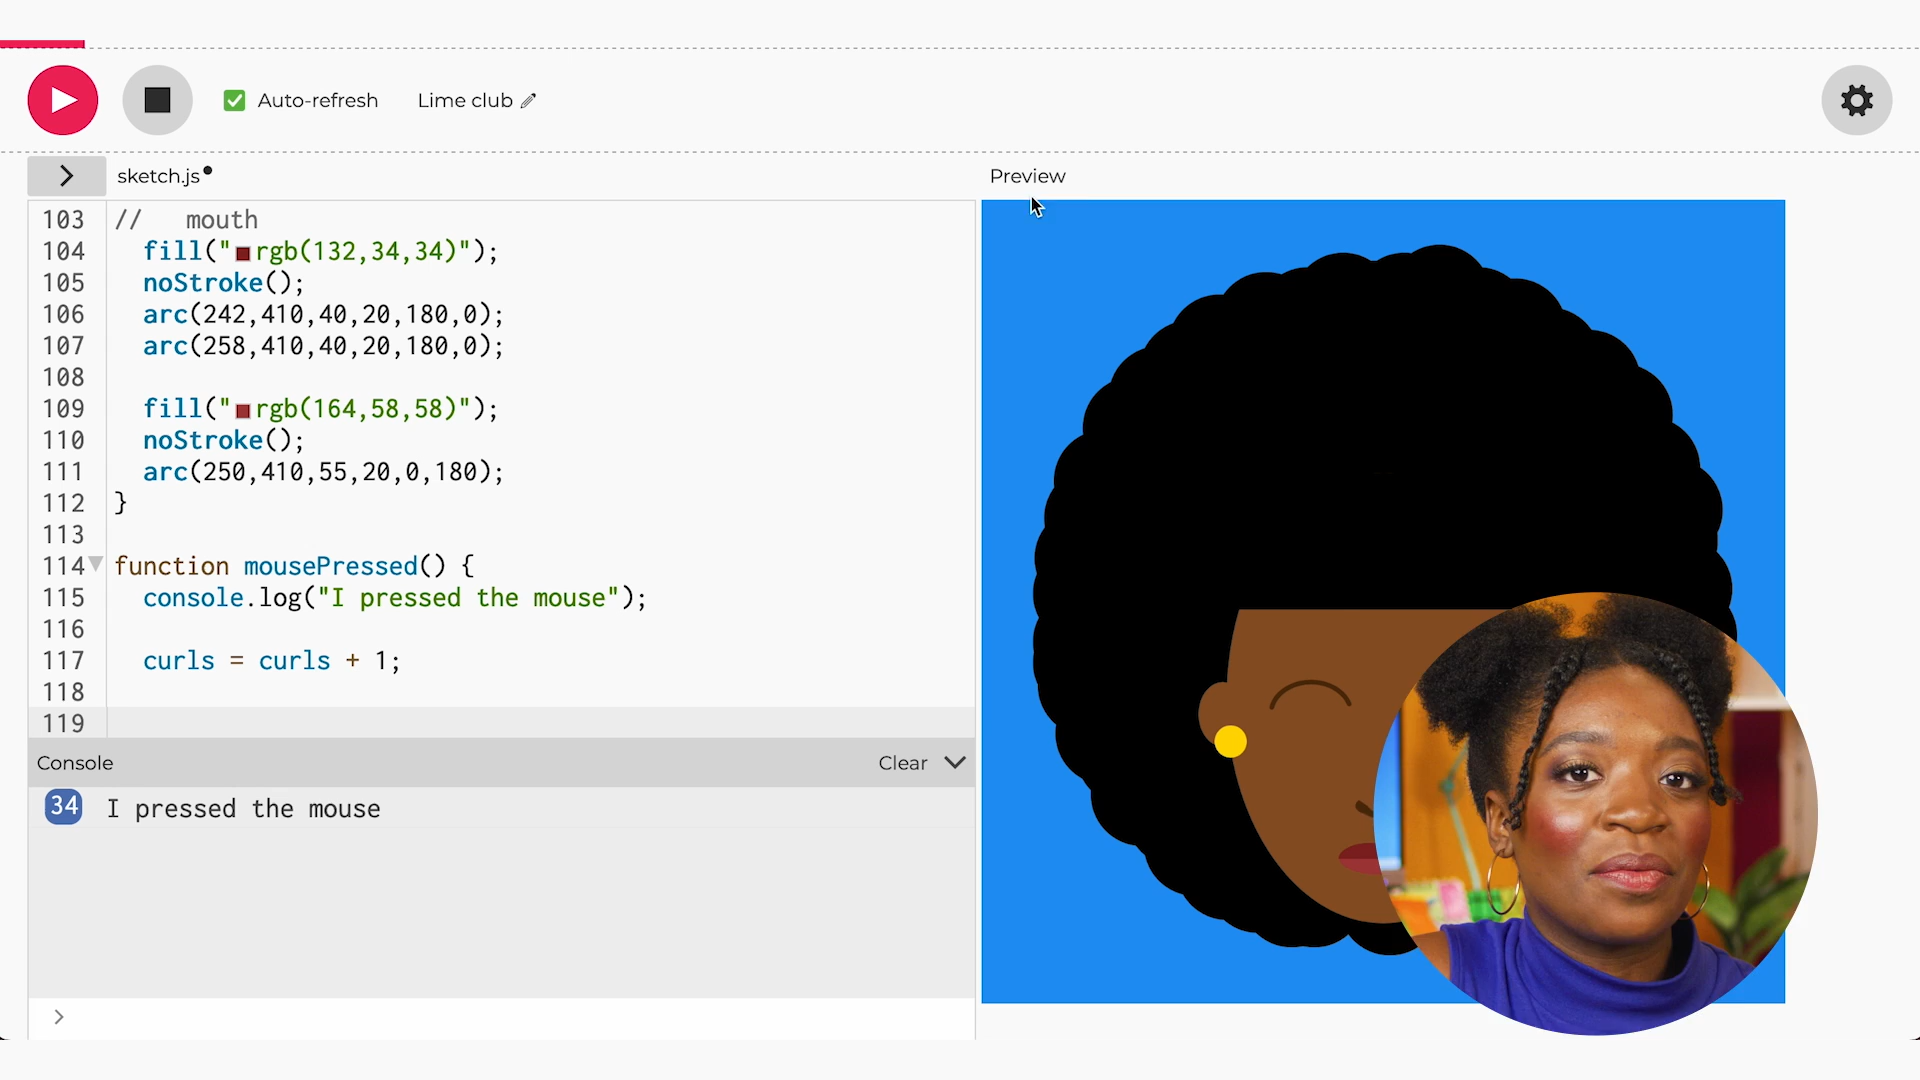 Auto-refresh
Lime club
sketch.js
Preview
103 // mouth
104 fill("rgb(132,34,34)");
105 noStroke();
106 arc(242,410,40,20,180,0);
107 arc(258,410,40,20,180,0);
108
109 fill("rgb(164,58,58)");
110 noStroke();
111 arc(250,410,55,20,0,180);
112 }
113
114 function mousePressed() {
115 console.log("I pressed the mouse");
116
117 curls = curls + 1;
118
119
Console
Clear
34 I pressed the mouse
>